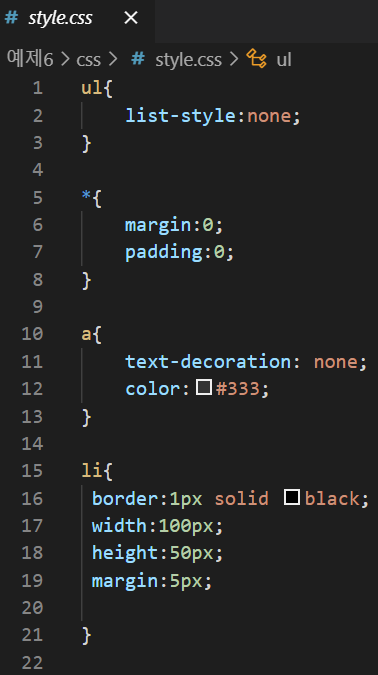 # style.css ×
예제6 > css > # style.css > ul
1 ul{
2     list-style:none;
3 }
4
5 *{
6     margin:0;
7     padding:0;
8 }
9
10 a{
11     text-decoration: none;
12     color:#333;
13 }
14
15 li{
16  border:1px solid black;
17  width:100px;
18  height:50px;
19  margin:5px;
20
21 }
22